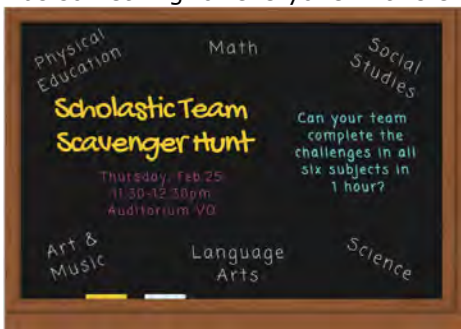 Physical
Education
Math
Social
Studies
Scholastic Team
Scavenger Hunt
Can your team
complete the
challenges in all
six subjects in
1 hour?
Thursday, Feb 25
11:30-12:30pm
Auditorium VO
Art &
Music
Language
Arts
Science